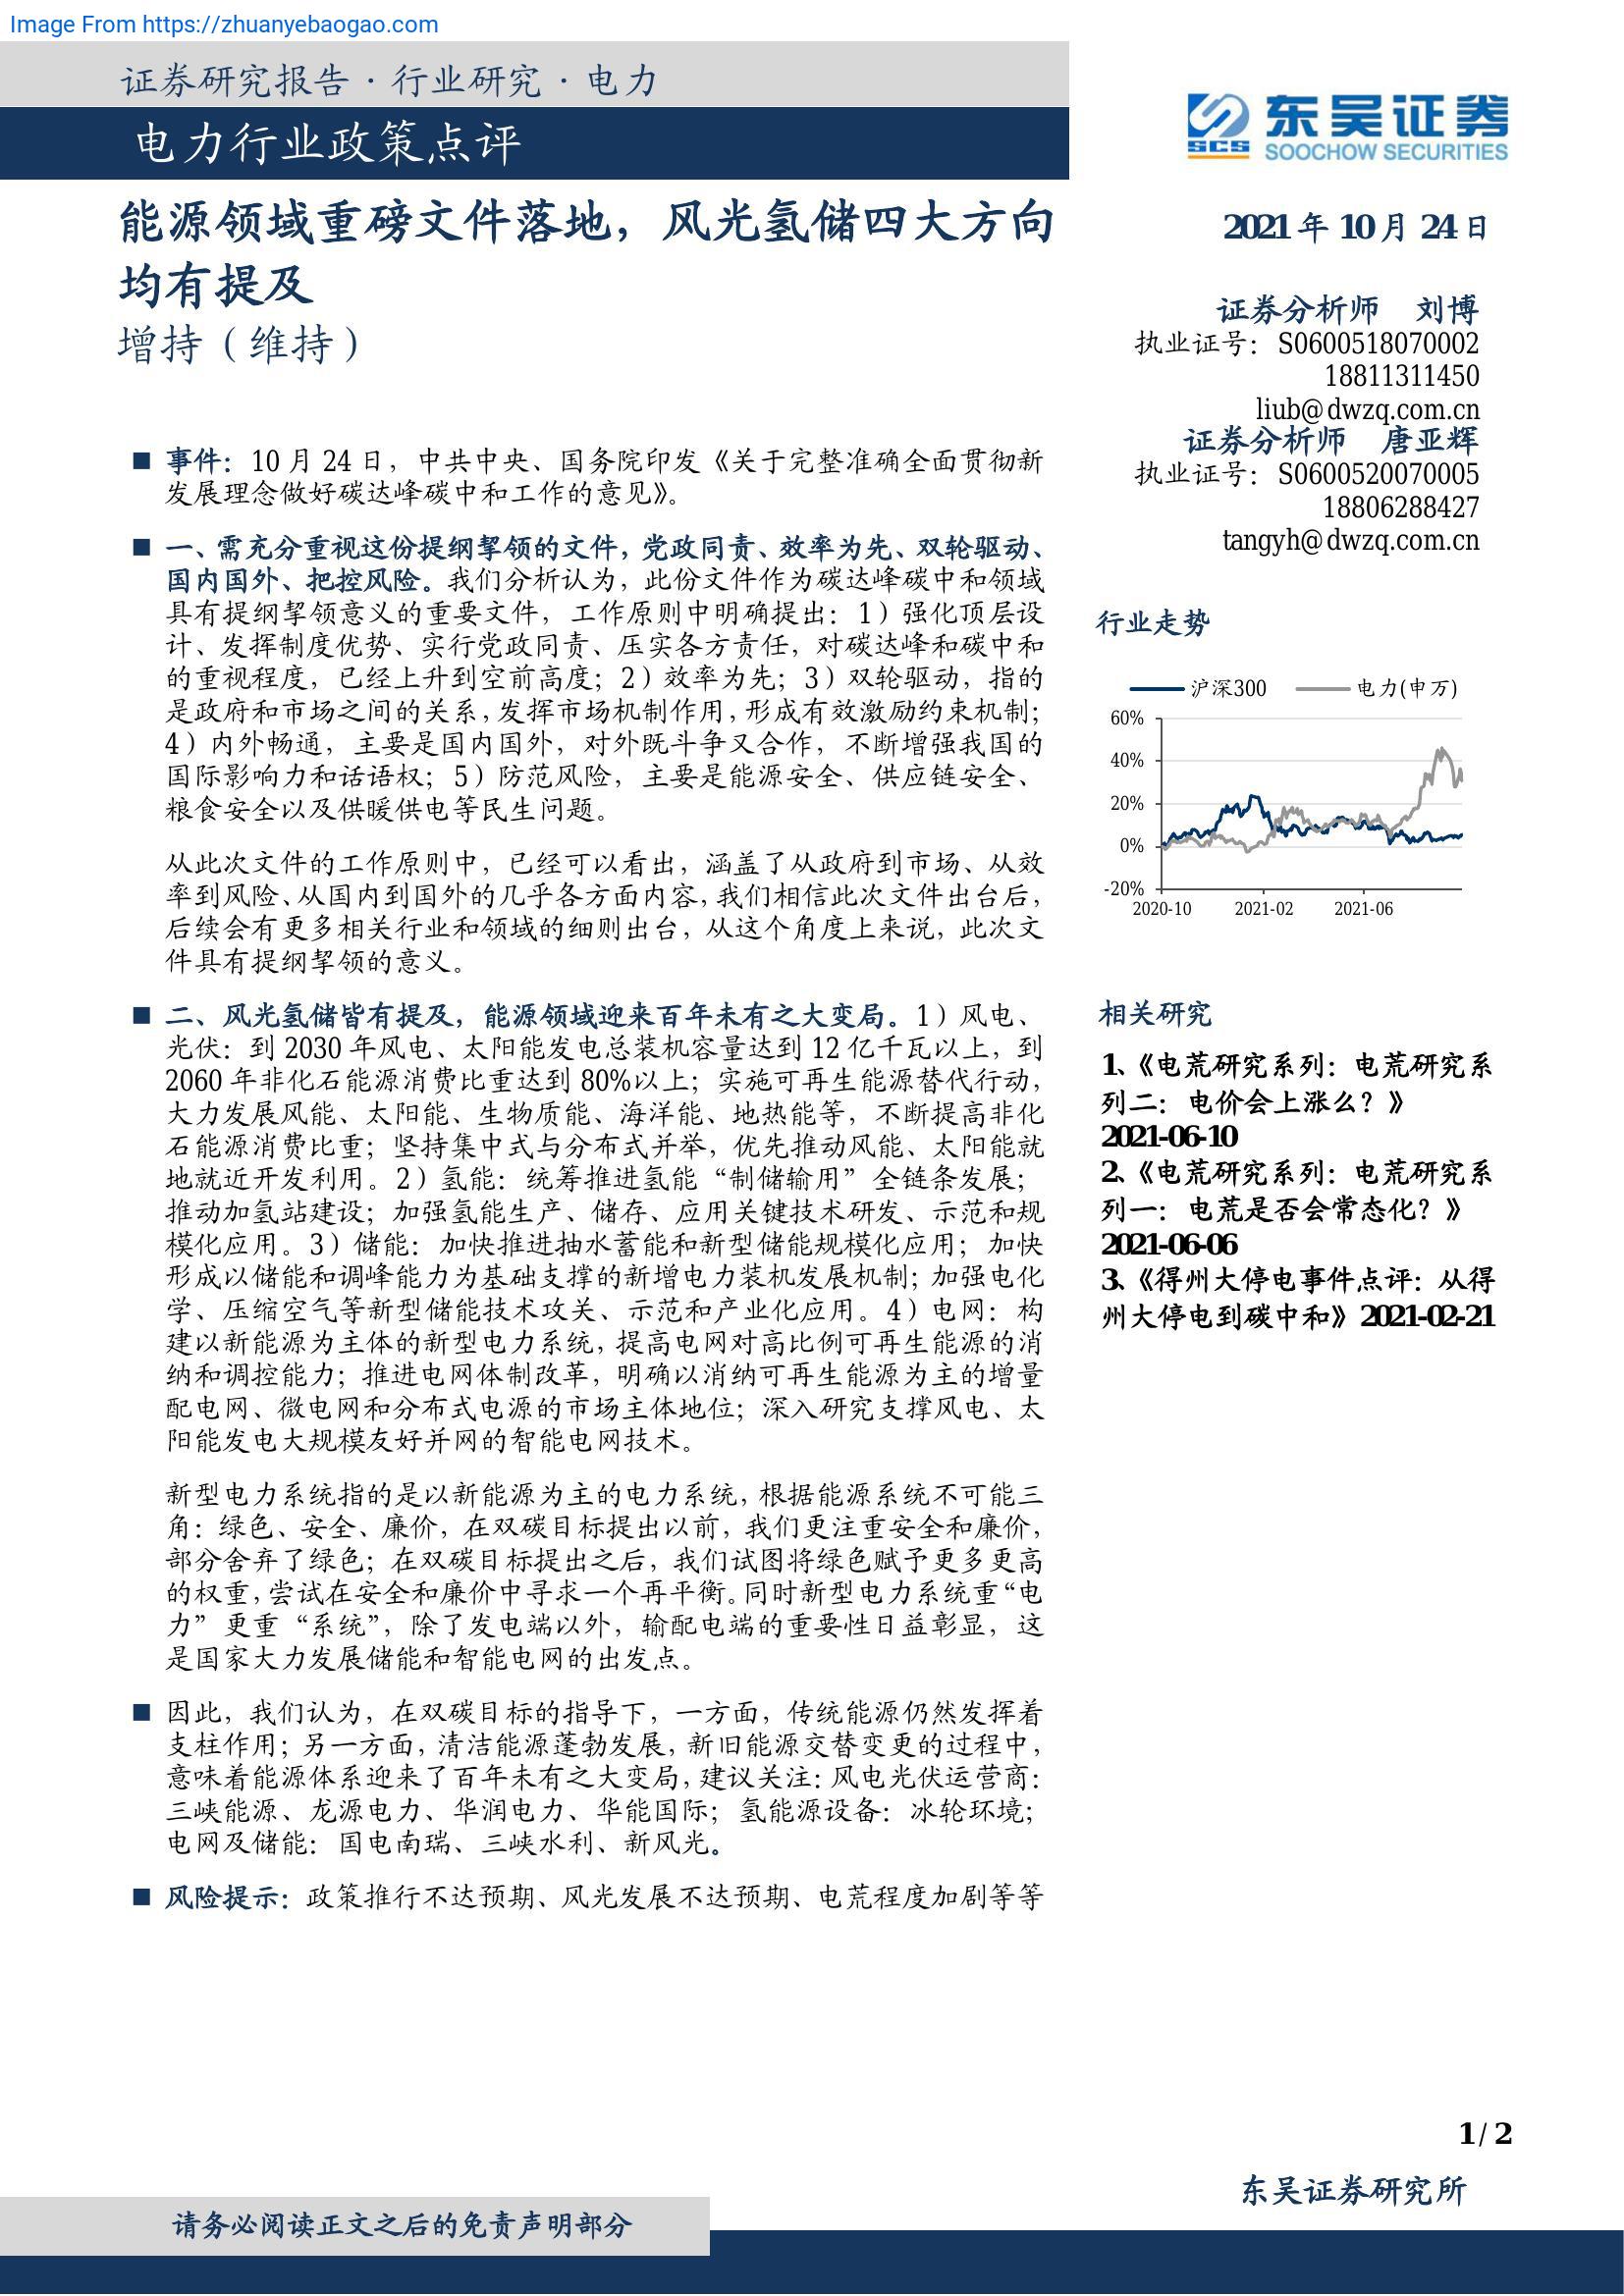 Image From https://zhuanyebaogao.com
证券研究报告·行业研究·电力
电力行业政策点评
能源领域重磅文件落地，风光氢储四大方向
均有提及
增持（维持）
■ 事件：10 月 24 日，中共中央、国务院印发《关于完整准确全面贯彻新
发展理念做好碳达峰碳中和工作的意见》。
■ 一、需充分重视这份提纲挈领的文件，党政同责、效率为先、双轮驱动、
国内国外、把控风险。我们分析认为，此份文件作为碳达峰碳中和领域
具有提纲挈领意义的重要文件，工作原则中明确提出：1）强化顶层设
计、发挥制度优势、实行党政同责、压实各方责任，对碳达峰和碳中和
的重视程度，已经上升到空前高度；2）效率为先；3）双轮驱动，指的
是政府和市场之间的关系，发挥市场机制作用，形成有效激励约束机制；
4）内外畅通，主要是国内国外，对外既斗争又合作，不断增强我国的
国际影响力和话语权；5）防范风险，主要是能源安全、供应链安全、
粮食安全以及供暖供电等民生问题。
从此次文件的工作原则中，已经可以看出，涵盖了从政府到市场、从效
率到风险、从国内到国外的几乎各方面内容，我们相信此次文件出台后，
后续会有更多相关行业和领域的细则出台，从这个角度上来说，此次文
件具有提纲挈领的意义。
■ 二、风光氢储皆有提及，能源领域迎来百年未有之大变局。1）风电、
光伏：到 2030 年风电、太阳能发电总装机容量达到 12 亿千瓦以上，到
2060 年非化石能源消费比重达到 80%以上；实施可再生能源替代行动，
大力发展风能、太阳能、生物质能、海洋能、地热能等，不断提高非化
石能源消费比重；坚持集中式与分布式并举，优先推动风能、太阳能就
地就近开发利用。2）氢能：统筹推进氢能“制储输用”全链条发展；
推动加氢站建设；加强氢能生产、储存、应用关键技术研发、示范和规
模化应用。3）储能：加快推进抽水蓄能和新型储能规模化应用；加快
形成以储能和调峰能力为基础支撑的新增电力装机发展机制；加强电化
学、压缩空气等新型储能技术攻关、示范和产业化应用。4）电网：构
建以新能源为主体的新型电力系统，提高电网对高比例可再生能源的消
纳和调控能力；推进电网体制改革，明确以消纳可再生能源为主的增量
配电网、微电网和分布式电源的市场主体地位；深入研究支撑风电、太
阳能发电大规模友好并网的智能电网技术。
新型电力系统指的是以新能源为主的电力系统，根据能源系统不可能三
角：绿色、安全、廉价，在双碳目标提出以前，我们更注重安全和廉价，
部分舍弃了绿色；在双碳目标提出之后，我们试图将绿色赋予更多更高
的权重，尝试在安全和廉价中寻求一个再平衡。同时新型电力系统重“电
力”更重“系统”，除了发电端以外，输配电端的重要性日益彰显，这
是国家大力发展储能和智能电网的出发点。
■ 因此，我们认为，在双碳目标的指导下，一方面，传统能源仍然发挥着
支柱作用；另一方面，清洁能源蓬勃发展，新旧能源交替变更的过程中，
意味着能源体系迎来了百年未有之大变局，建议关注：风电光伏运营商：
三峡能源、龙源电力、华润电力、华能国际；氢能源设备：冰轮环境；
电网及储能：国电南瑞、三峡水利、新风光。
■ 风险提示：政策推行不达预期、风光发展不达预期、电荒程度加剧等等
SCS 东吴证券
SOOCHOW SECURITIES
2021 年 10 月 24 日
证券分析师 刘博
执业证号：S0600518070002
18811311450
liub@dwzq.com.cn
证券分析师 唐亚辉
执业证号：S0600520070005
18806288427
tangyh@dwzq.com.cn
行业走势
沪深300 电力(申万)
60%
40%
20%
0%
-20%
2020-10 2021-02 2021-06
相关研究
1、《电荒研究系列：电荒研究系
列二：电价会上涨么？》
2021-06-10
2、《电荒研究系列：电荒研究系
列一：电荒是否会常态化？》
2021-06-06
3、《得州大停电事件点评：从得
州大停电到碳中和》2021-02-21
1 / 2
东吴证券研究所
请务必阅读正文之后的免责声明部分